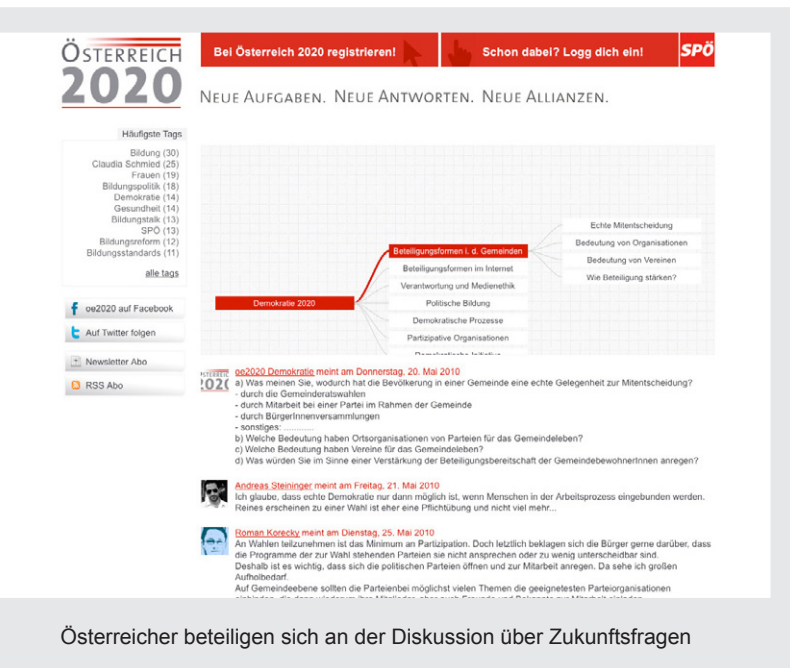 ÖSTERREICH
2020
Bei Österreich 2020 registrieren!
Schon dabei? Logg dich ein!
SPÖ
NEUE AUFGABEN. NEUE ANTWORTEN. NEUE ALLIANZEN.
Häufigste Tags
Bildung (30)
Claudia Schmied (25)
Frauen (19)
Bildungspolitik (18)
Demokratie (14)
Gesundheit (14)
Bildungstalk (13)
SPÖ (13)
Bildungsreform (12)
Bildungsstandards (11)
alle tags
oe2020 auf Facebook
Auf Twitter folgen
Newsletter Abo
RSS Abo
Demokratie 2020
Beteiligungsformen i. d. Gemeinden
Beteiligungsformen im Internet
Verantwortung und Medienethik
Politische Bildung
Demokratische Prozesse
Partizipative Organisationen
Demokratische Initiative
Echte Mitentscheidung
Bedeutung von Organisationen
Bedeutung von Vereinen
Wie Beteiligung stärken?
oe2020 Demokratie meint am Donnerstag, 20. Mai 2010
a) Was meinen Sie, wodurch hat die Bevölkerung in einer Gemeinde eine echte Gelegenheit zur Mitentscheidung?
- durch die Gemeinderatswahlen
- durch Mitarbeit bei einer Partei im Rahmen der Gemeinde
- durch BürgerInnenversammlungen
- sonstiges: ............
b) Welche Bedeutung haben Ortsorganisationen von Parteien für das Gemeindeleben?
c) Welche Bedeutung haben Vereine für das Gemeindeleben?
d) Was würden Sie im Sinne einer Verstärkung der Beteiligungsbereitschaft der GemeindebewohnerInnen anregen?
Andreas Steininger meint am Freitag, 21. Mai 2010
Ich glaube, dass echte Demokratie nur dann möglich ist, wenn Menschen in der Arbeitsprozess eingebunden werden.
Reines erscheinen zu einer Wahl ist eher eine Pflichtübung und nicht viel mehr...
Roman Korecky meint am Dienstag, 25. Mai 2010
An Wahlen teilzunehmen ist das Minimum an Partizipation. Doch letztlich beklagen sich die Bürger gerne darüber, dass
die Programme der zur Wahl stehenden Parteien sie nicht ansprechen oder zu wenig unterscheidbar sind.
Deshalb ist es wichtig, dass sich die politischen Parteien öffnen und zur Mitarbeit anregen. Da sehe ich großen
Aufholbedarf.
Auf Gemeindeebene sollten die Parteienbei möglichst vielen Themen die geeignetesten Parteiorganisationen
Österreicher beteiligen sich an der Diskussion über Zukunftsfragen